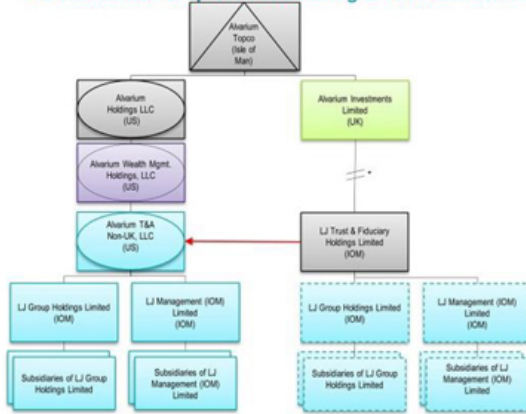 Alvarium
Topco
(Isle of
Man)
Alvarium
Holdings LLC
(US)
Alvarium Investments
Limited
(UK)
Alvarium Wealth Mgmt.
Holdings, LLC
(US)
*
Alvarium T&A
Non-UK, LLC
(US)
LJ Trust & Fiduciary
Holdings Limited
(IOM)
LJ Group Holdings Limited
(IOM)
LJ Management (IOM)
Limited
(IOM)
LJ Group Holdings Limited
(IOM)
LJ Management (IOM)
Limited
(IOM)
Subsidiaries of LJ Group
Holdings Limited
Subsidiaries of LJ
Management (IOM)
Limited
Subsidiaries of LJ Group
Holdings Limited
Subsidiaries of LJ
Management (IOM)
Limited